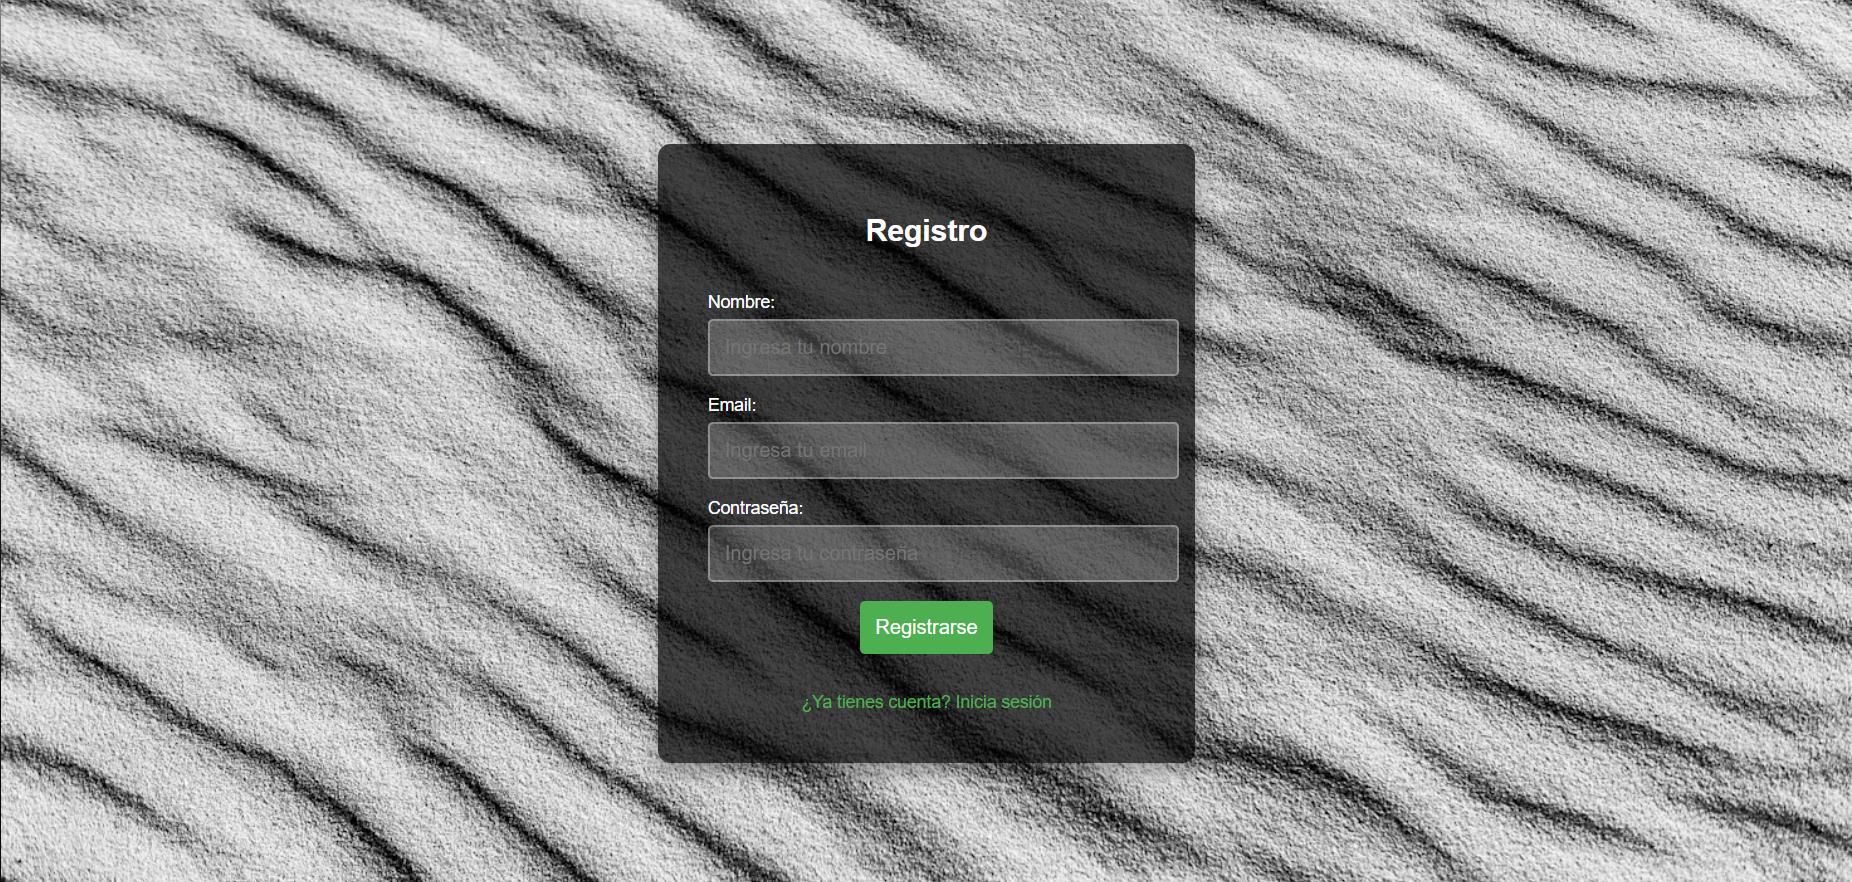 Registro
Nombre:
Ingresa tu nombre
Email:
Ingresa tu email
Contraseña:
Ingresa tu contraseña
Registrarse
¿Ya tienes cuenta? Inicia sesión